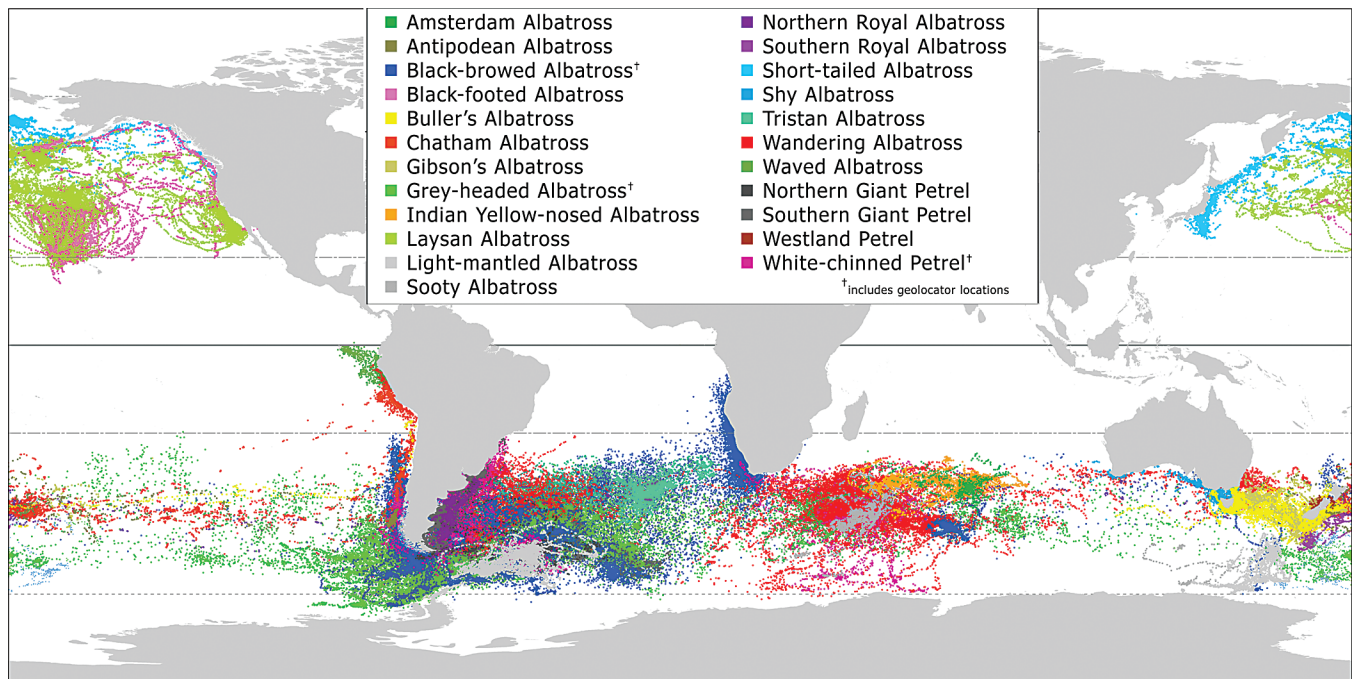 Amsterdam Albatross
Antipodean Albatross
Black-browed Albatross†
Black-footed Albatross
Buller's Albatross
Chatham Albatross
Gibson's Albatross
Grey-headed Albatross†
Indian Yellow-nosed Albatross
Laysan Albatross
Light-mantled Albatross
Sooty Albatross
Northern Royal Albatross
Southern Royal Albatross
Short-tailed Albatross
Shy Albatross
Tristan Albatross
Wandering Albatross
Waved Albatross
Northern Giant Petrel
Southern Giant Petrel
Westland Petrel
White-chinned Petrel†
†includes geolocator locations